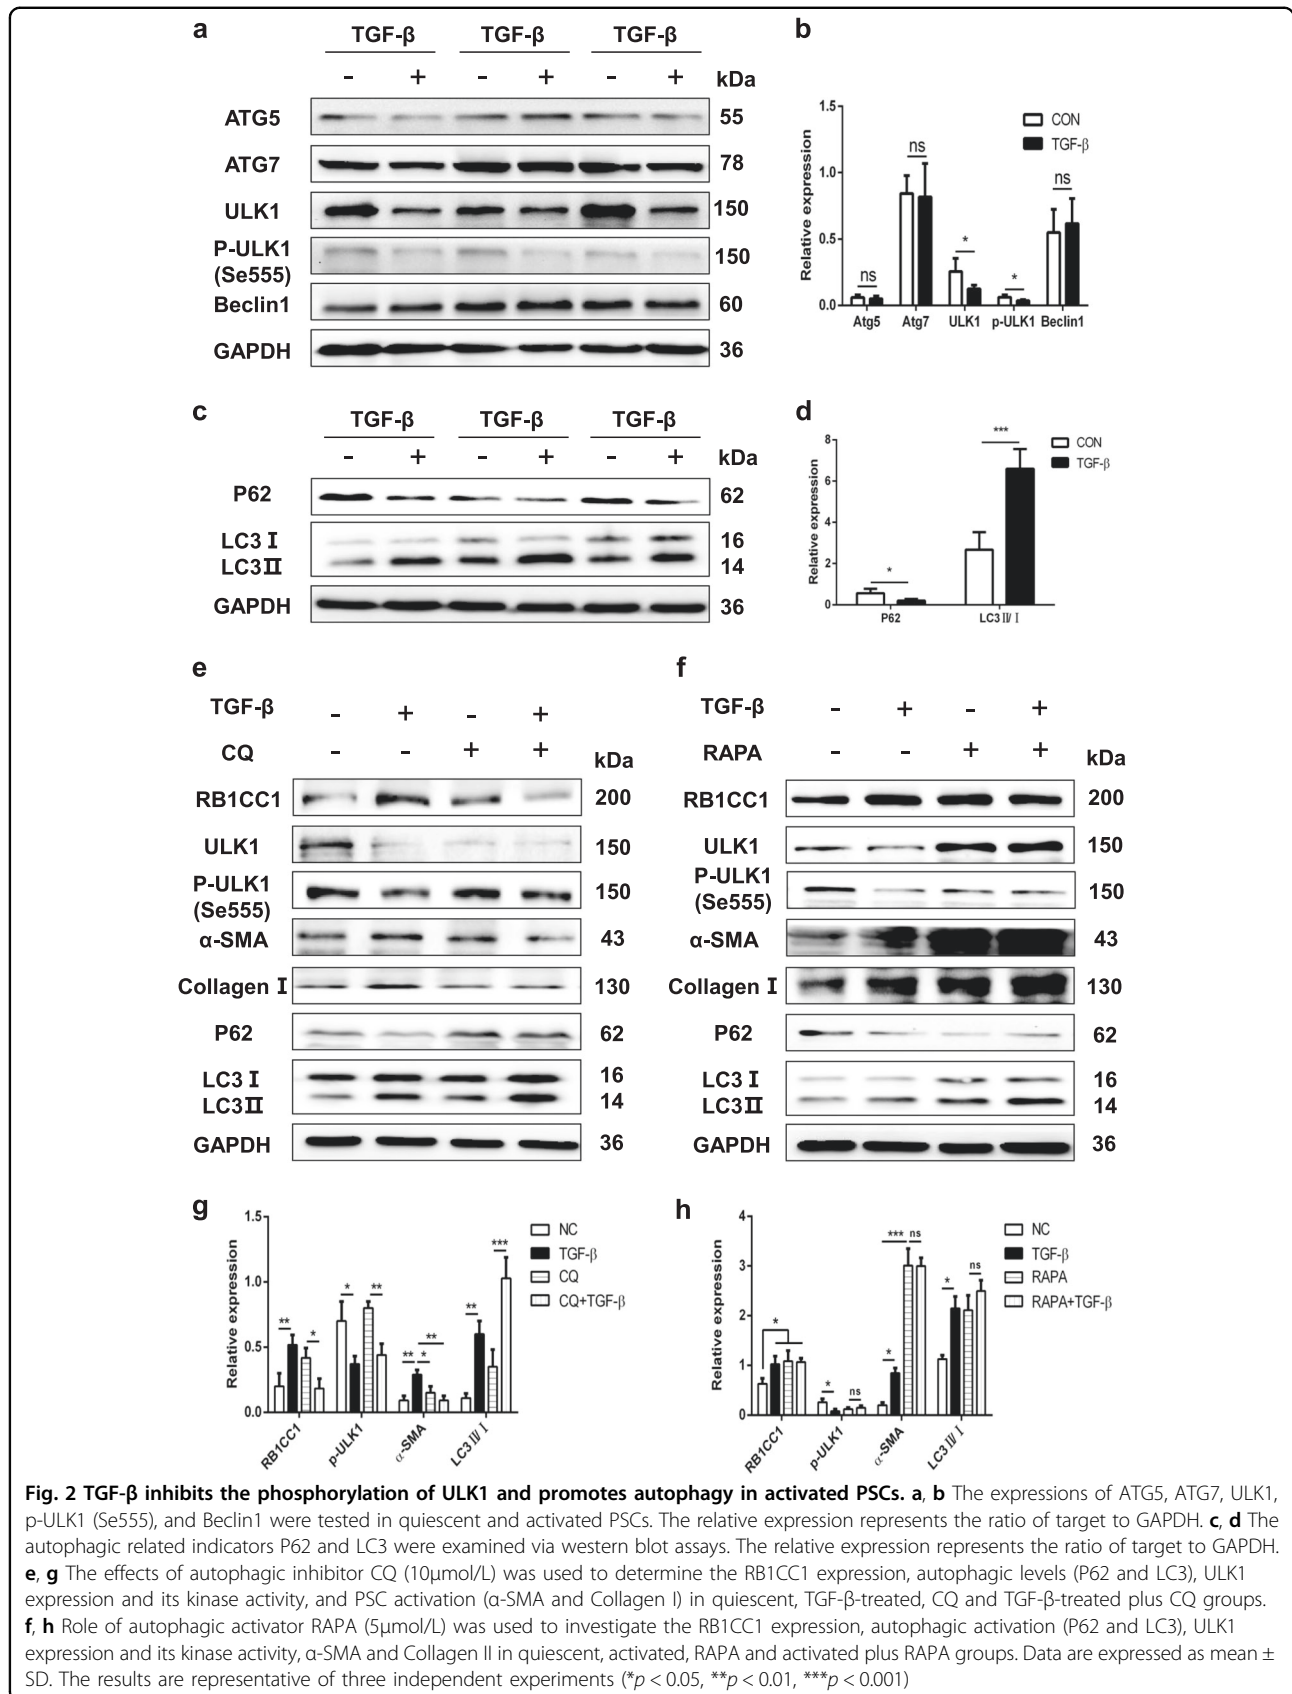 a
TGF-β TGF-β TGF-β
- + - + - + kDa
ATG5 55
ATG7 78
ULK1 150
P-ULK1 150
(Se555)
Beclin1 60
GAPDH 36
b
Relative expression
1.5
1.0
0.5
0.0
CON
TGF-β
ns ns * * ns
Atg5 Atg7 ULK1 p-ULK1 Beclin1
c
TGF-β TGF-β TGF-β
- + - + - + kDa
P62 62
LC3 I 16
LC3 II 14
GAPDH 36
d
Relative expression
8
6
4
2
0
CON
TGF-β
* ***
P62 LC3 II/ I
e
TGF-β - + - +
CQ - - + + kDa
RB1CC1 200
ULK1 150
P-ULK1 150
(Se555)
α-SMA 43
Collagen I 130
P62 62
LC3 I 16
LC3 II 14
GAPDH 36
f
TGF-β - + - +
RAPA - - + + kDa
RB1CC1 200
ULK1 150
P-ULK1 150
(Se555)
α-SMA 43
Collagen I 130
P62 62
LC3 I 16
LC3 II 14
GAPDH 36
g
Relative expression
1.5
1.0
0.5
0.0
NC
TGF-β
CQ
CQ+TGF-β
** * * ** ** * ** ** ***
RB1CC1 p-ULK1 α-SMA LC3 II/ I
h
Relative expression
4
3
2
1
0
NC
TGF-β
RAPA
RAPA+TGF-β
* * ns * *** ns * ns
RB1CC1 p-ULK1 α-SMA LC3 II/ I
Fig. 2 TGF-β inhibits the phosphorylation of ULK1 and promotes autophagy in activated PSCs. a, b The expressions of ATG5, ATG7, ULK1,
p-ULK1 (Se555), and Beclin1 were tested in quiescent and activated PSCs. The relative expression represents the ratio of target to GAPDH. c, d The
autophagic related indicators P62 and LC3 were examined via western blot assays. The relative expression represents the ratio of target to GAPDH.
e, g The effects of autophagic inhibitor CQ (10μmol/L) was used to determine the RB1CC1 expression, autophagic levels (P62 and LC3), ULK1
expression and its kinase activity, and PSC activation (α-SMA and Collagen I) in quiescent, TGF-β-treated, CQ and TGF-β-treated plus CQ groups.
f, h Role of autophagic activator RAPA (5μmol/L) was used to investigate the RB1CC1 expression, autophagic activation (P62 and LC3), ULK1
expression and its kinase activity, α-SMA and Collagen II in quiescent, activated, RAPA and activated plus RAPA groups. Data are expressed as mean ±
SD. The results are representative of three independent experiments (*p < 0.05, **p < 0.01, ***p < 0.001)